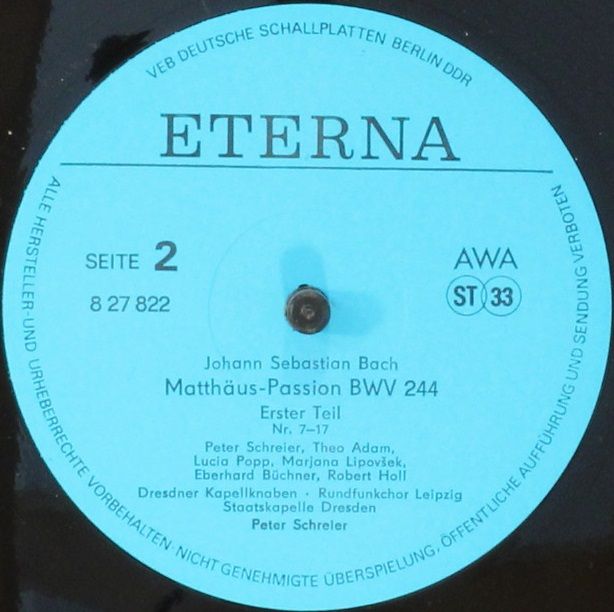 VEB DEUTSCHE SCHALLPLATTEN BERLIN DDR
ETERNA
SEITE 2
8 27 822
AWA
ST 33
Johann Sebastian Bach
Matthäus-Passion BWV 244
Erster Teil
Nr. 7–17
Peter Schreier, Theo Adam,
Lucia Popp, Marjana Lipovšek,
Eberhard Büchner, Robert Holl
Dresdner Kapellknaben · Rundfunkchor Leipzig
Staatskapelle Dresden
Peter Schreier
ALLE HERSTELLER-UND URHEBERRECHTE VORBEHALTEN·NICHT GENEHMIGTE ÜBERSPIELUNG, ÖFFENTLICHE AUFFÜHRUNG UND SENDUNG VERBOTEN